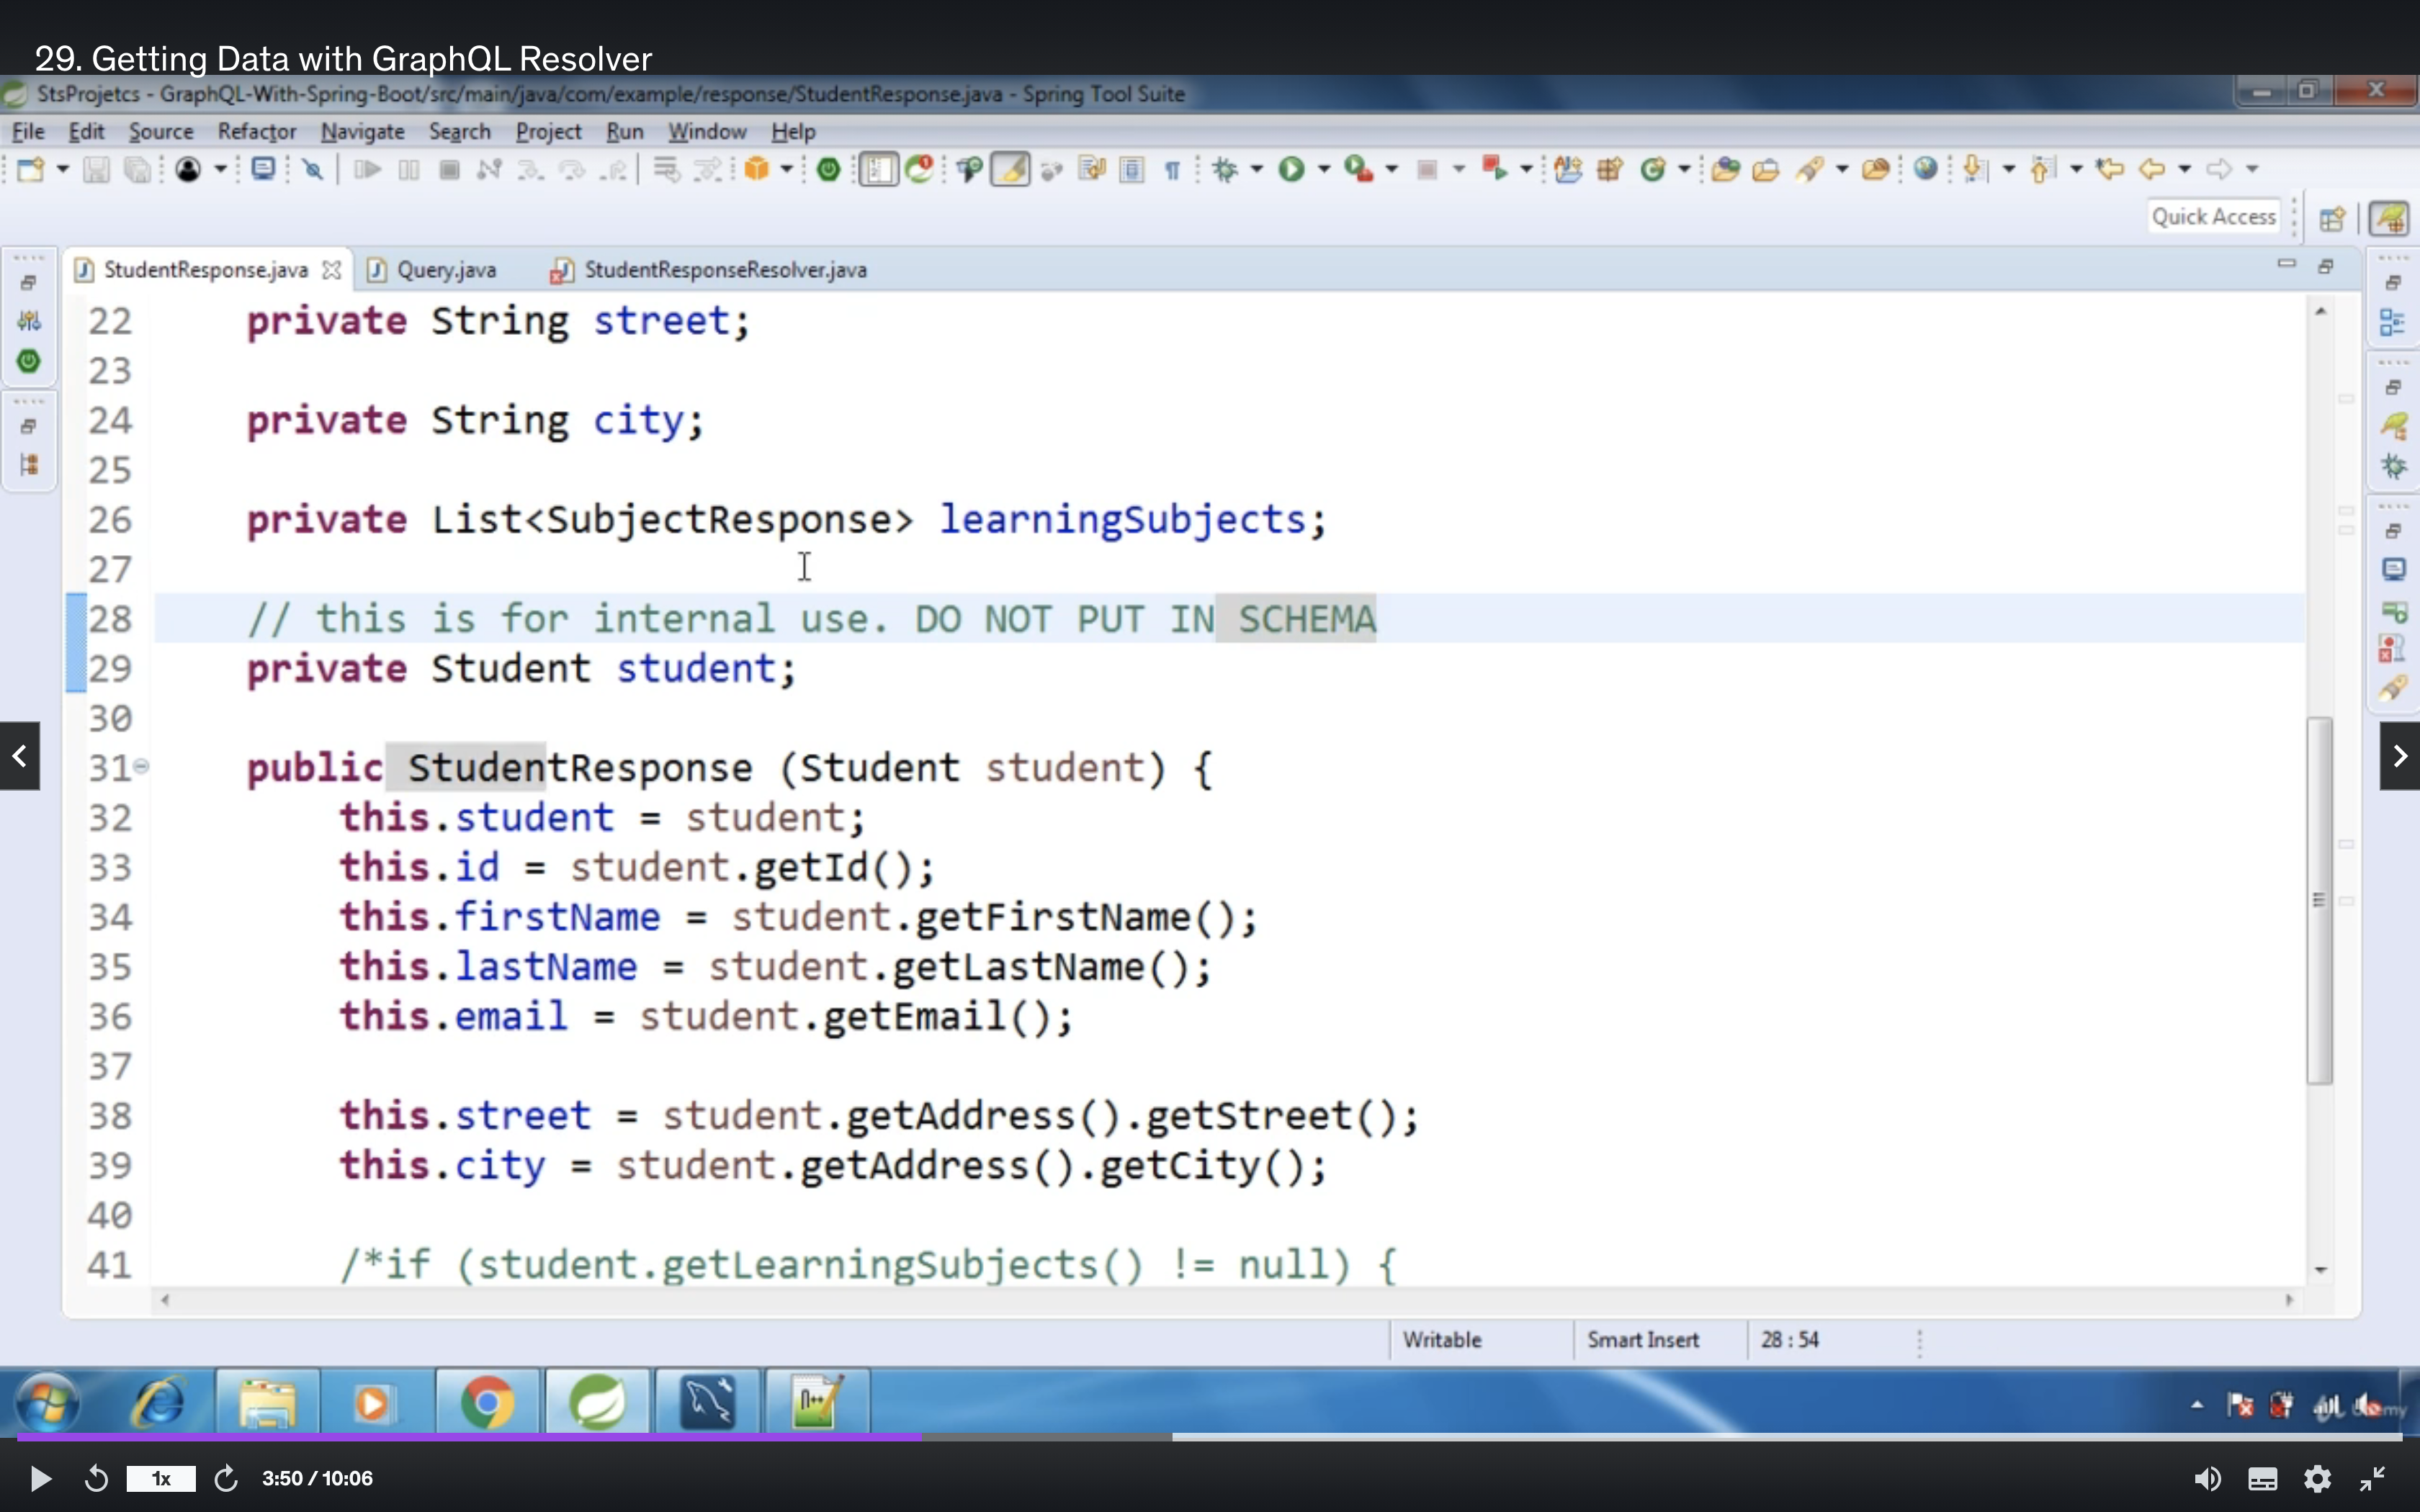 29. Getting Data with GraphQL Resolver
StsProjetcs - GraphQL-With-Spring-Boot/src/main/java/com/example/response/StudentResponse.java - Spring Tool Suite
File Edit Source Refactor Navigate Search Project Run Window Help
Quick Access
StudentResponse.java Query.java StudentResponseResolver.java
22 private String street;
23
24 private String city;
25
26 private List<SubjectResponse> learningSubjects;
27
28 // this is for internal use. DO NOT PUT IN SCHEMA
29 private Student student;
30
31 public StudentResponse (Student student) {
32 this.student = student;
33 this.id = student.getId();
34 this.firstName = student.getFirstName();
35 this.lastName = student.getLastName();
36 this.email = student.getEmail();
37
38 this.street = student.getAddress().getStreet();
39 this.city = student.getAddress().getCity();
40
41 /*if (student.getLearningSubjects() != null) {
Writable Smart Insert 28 : 54
1x 3:50 / 10:06